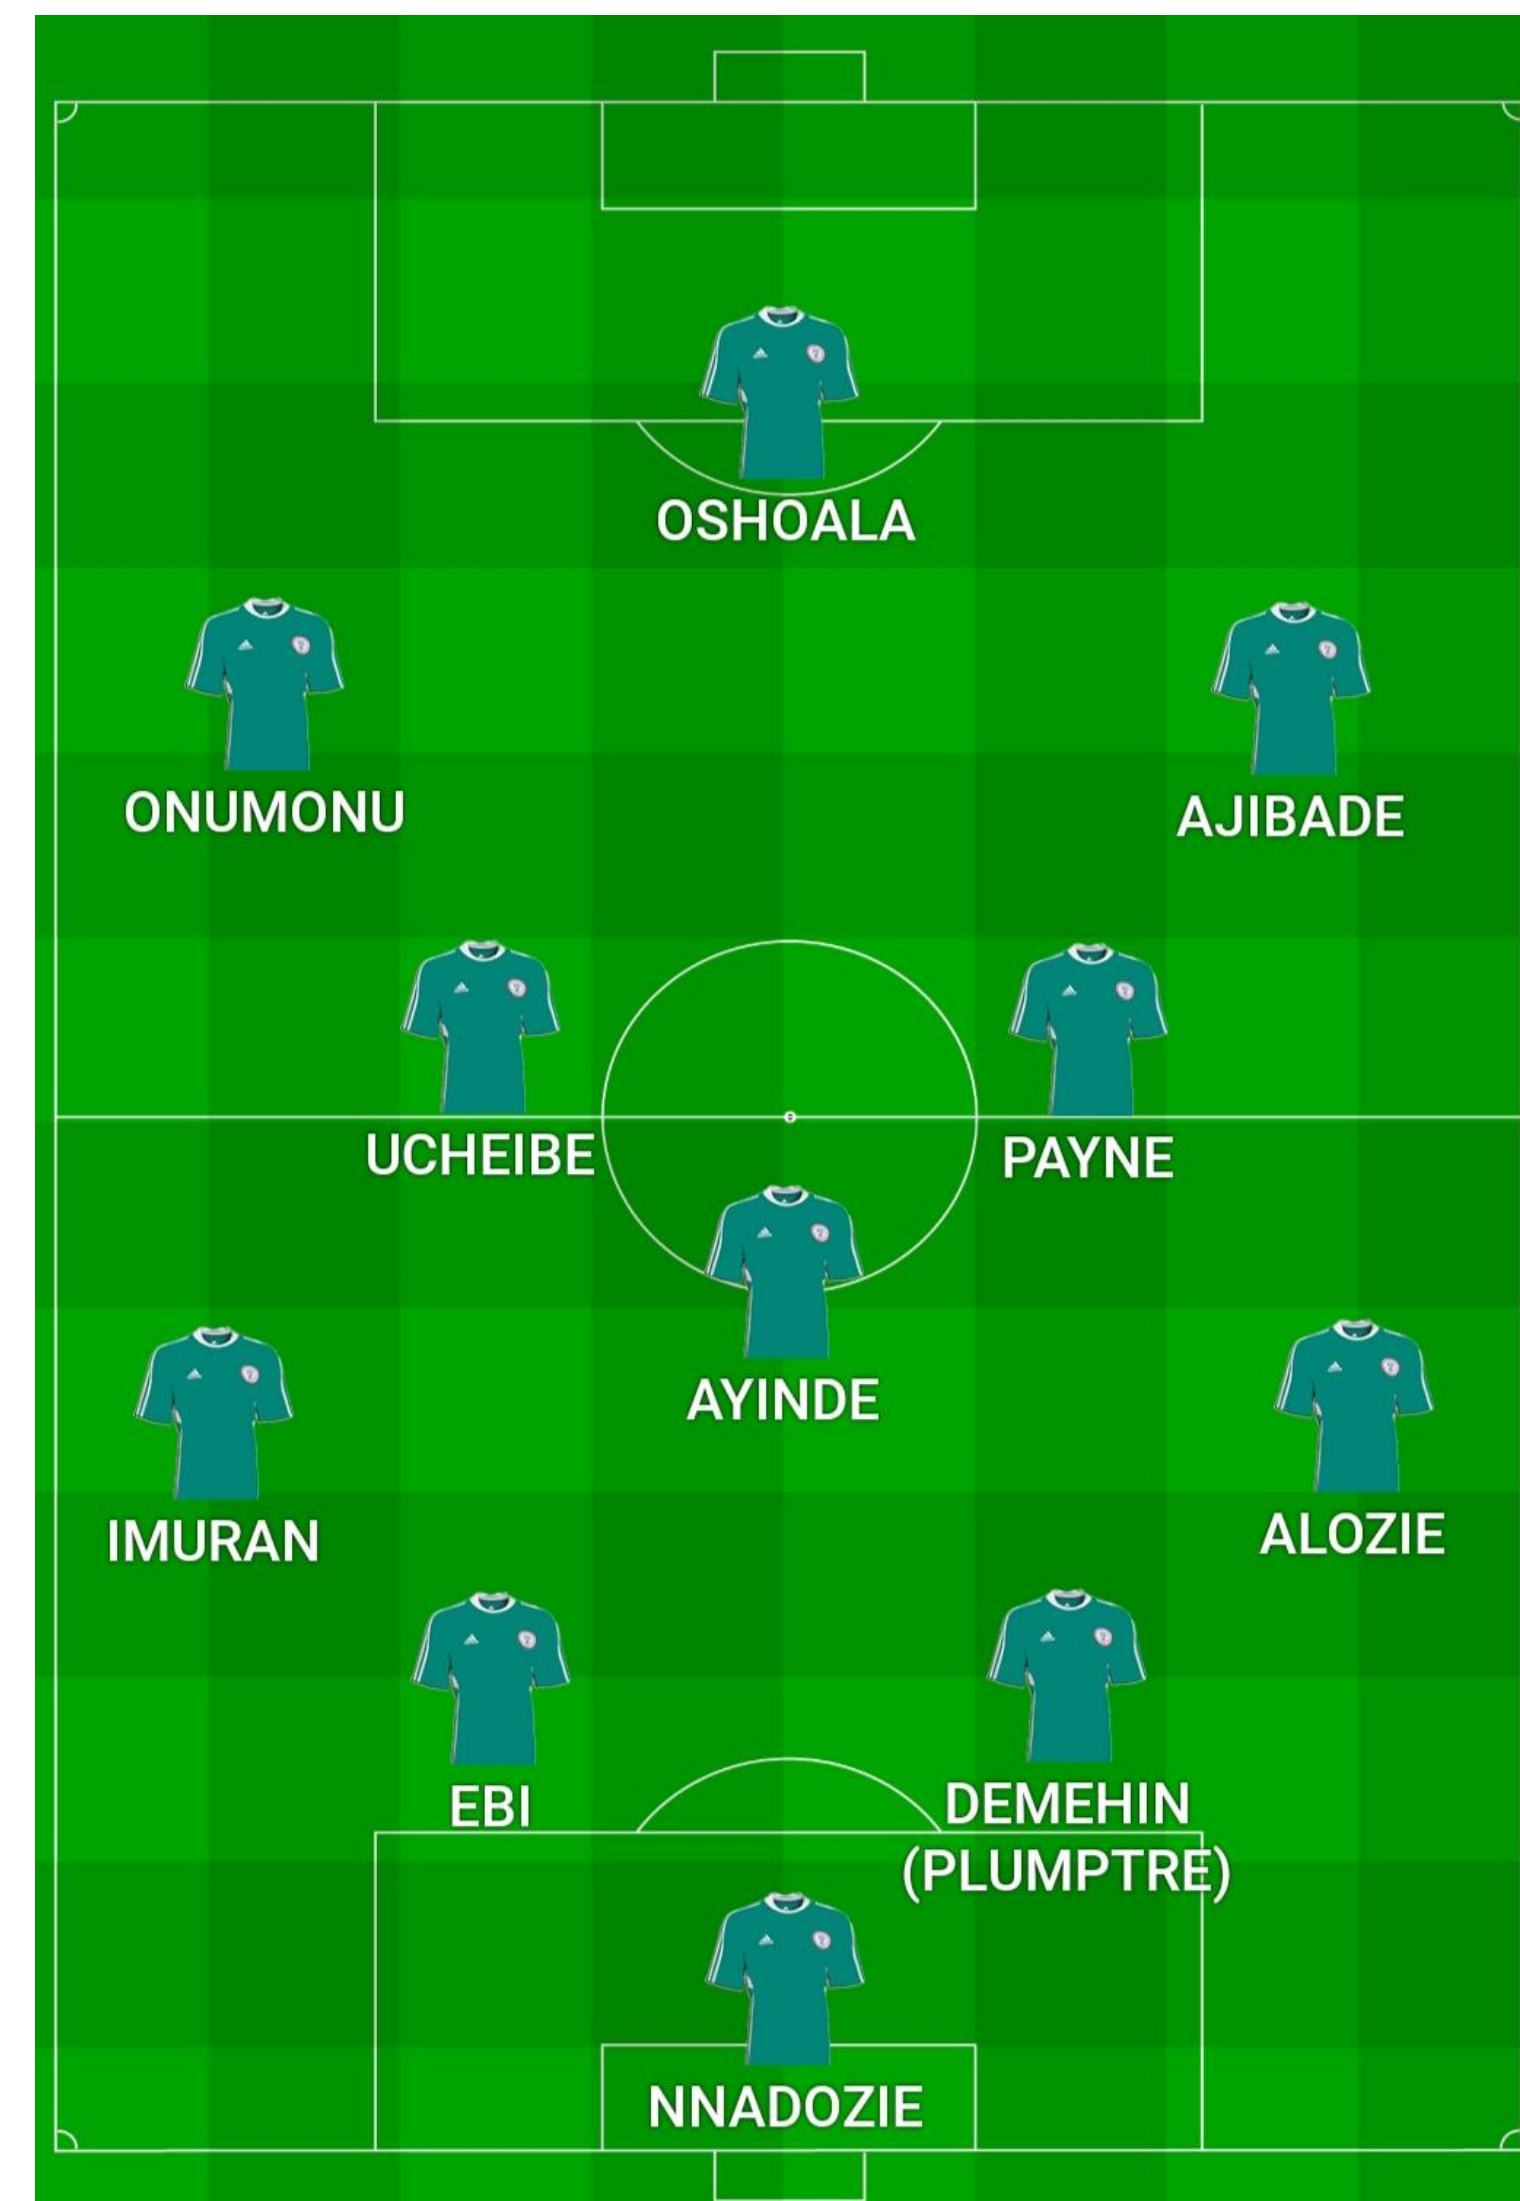 OSHOALA
ONUMONU
AJIBADE
UCHEIBE
PAYNE
AYINDE
IMURAN
ALOZIE
EBI
DEMEHIN
(PLUMPTRE)
NNADOZIE